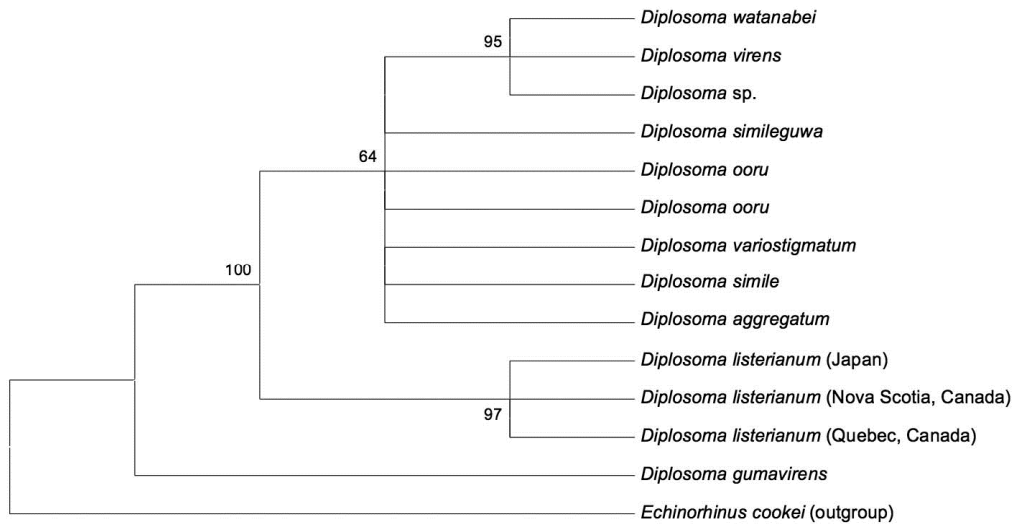 Diplosoma watanabei
95
Diplosoma virens
Diplosoma sp.
Diplosoma simileguwa
64
Diplosoma ooru
Diplosoma ooru
Diplosoma variostigmatum
100
Diplosoma simile
Diplosoma aggregatum
Diplosoma listerianum (Japan)
Diplosoma listerianum (Nova Scotia, Canada)
97
Diplosoma listerianum (Quebec, Canada)
Diplosoma gumavirens
Echinorhinus cookei (outgroup)